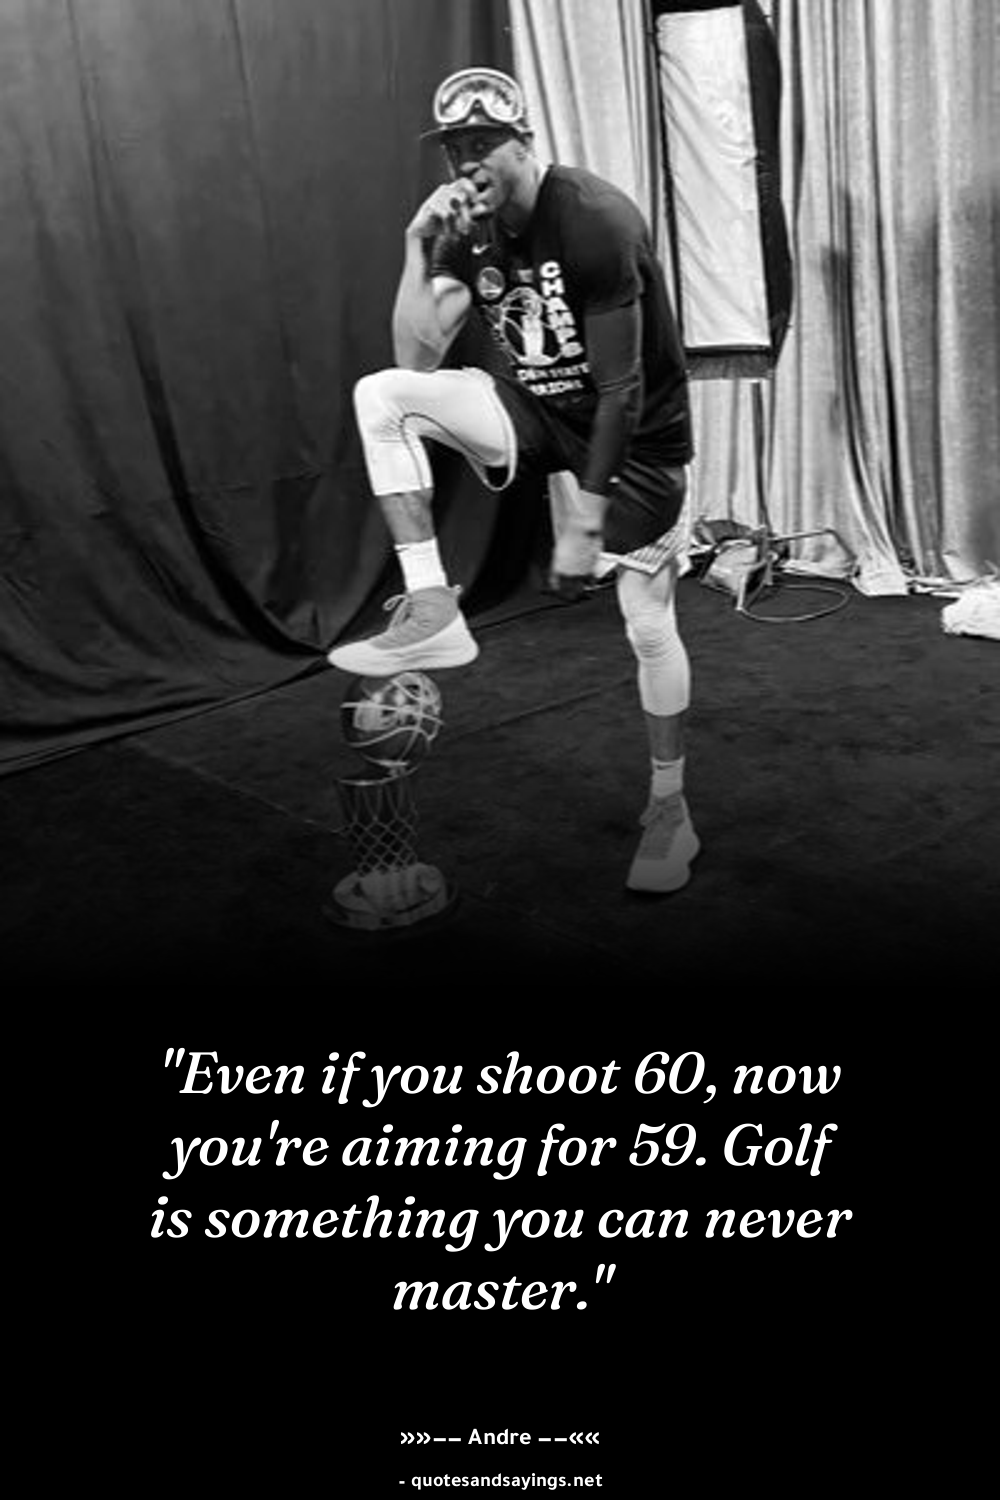 CHAMPS
"Even if you shoot 60, now
you're aiming for 59. Golf
is something you can never
master."
»»–– Andre ––««
- quotesandsayings.net